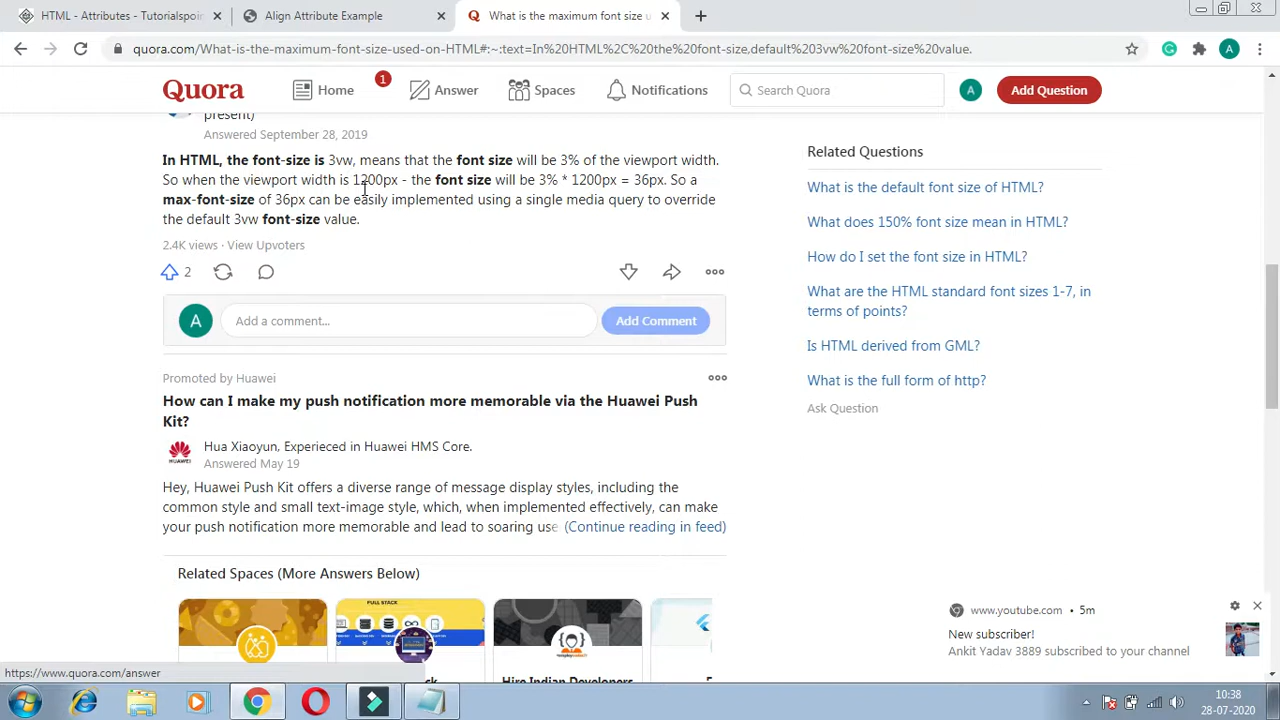 HTML - Attributes - Tutorialspoin
Align Attribute Example
What is the maximum font size u
quora.com/What-is-the-maximum-font-size-used-on-HTML#:~:text=In%20HTML%2C%20the%20font-size,default%203vw%20font-size%20value.
A
Quora
Home
1
Answer
Spaces
Notifications
Search Quora
A
Add Question
present)
Answered September 28, 2019
In HTML, the font-size is 3vw, means that the font size will be 3% of the viewport width.
So when the viewport width is 1200px - the font size will be 3% * 1200px = 36px. So a
max-font-size of 36px can be easily implemented using a single media query to override
the default 3vw font-size value.
2.4K views · View Upvoters
2
A
Add a comment...
Add Comment
Promoted by Huawei
How can I make my push notification more memorable via the Huawei Push
Kit?
HUAWEI
Hua Xiaoyun, Experieced in Huawei HMS Core.
Answered May 19
Hey, Huawei Push Kit offers a diverse range of message display styles, including the
common style and small text-image style, which, when implemented effectively, can make
your push notification more memorable and lead to soaring use (Continue reading in feed)
Related Spaces (More Answers Below)
FULL STACK
Hire Indian Developers
Related Questions
What is the default font size of HTML?
What does 150% font size mean in HTML?
How do I set the font size in HTML?
What are the HTML standard font sizes 1-7, in
terms of points?
Is HTML derived from GML?
What is the full form of http?
Ask Question
www.youtube.com • 5m
New subscriber!
Ankit Yadav 3889 subscribed to your channel
https://www.quora.com/answer
10:38
28-07-2020